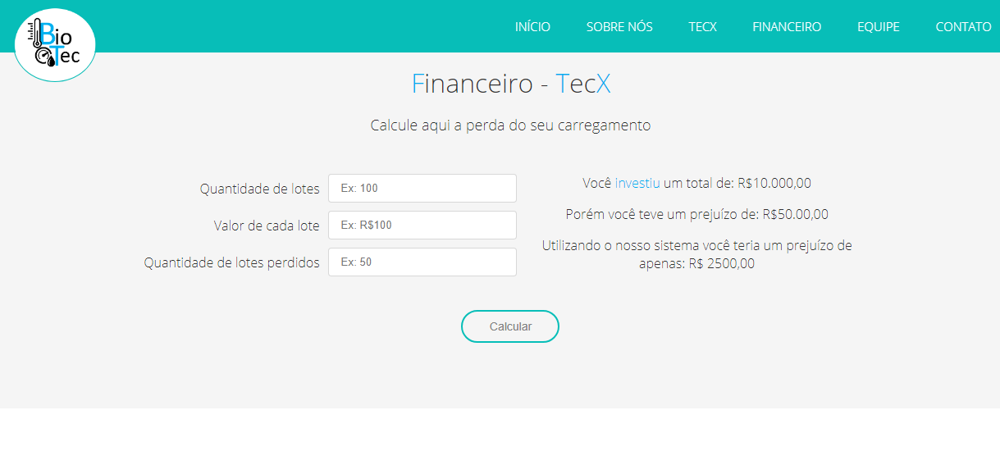 Bio
Tec
INÍCIO SOBRE NÓS TECX FINANCEIRO EQUIPE CONTATO
Financeiro - TecX
Calcule aqui a perda do seu carregamento
Quantidade de lotes Ex: 100
Valor de cada lote Ex: R$100
Quantidade de lotes perdidos Ex: 50
Você investiu um total de: R$10.000,00
Porém você teve um prejuízo de: R$50.00,00
Utilizando o nosso sistema você teria um prejuízo de
apenas: R$ 2500,00
Calcular